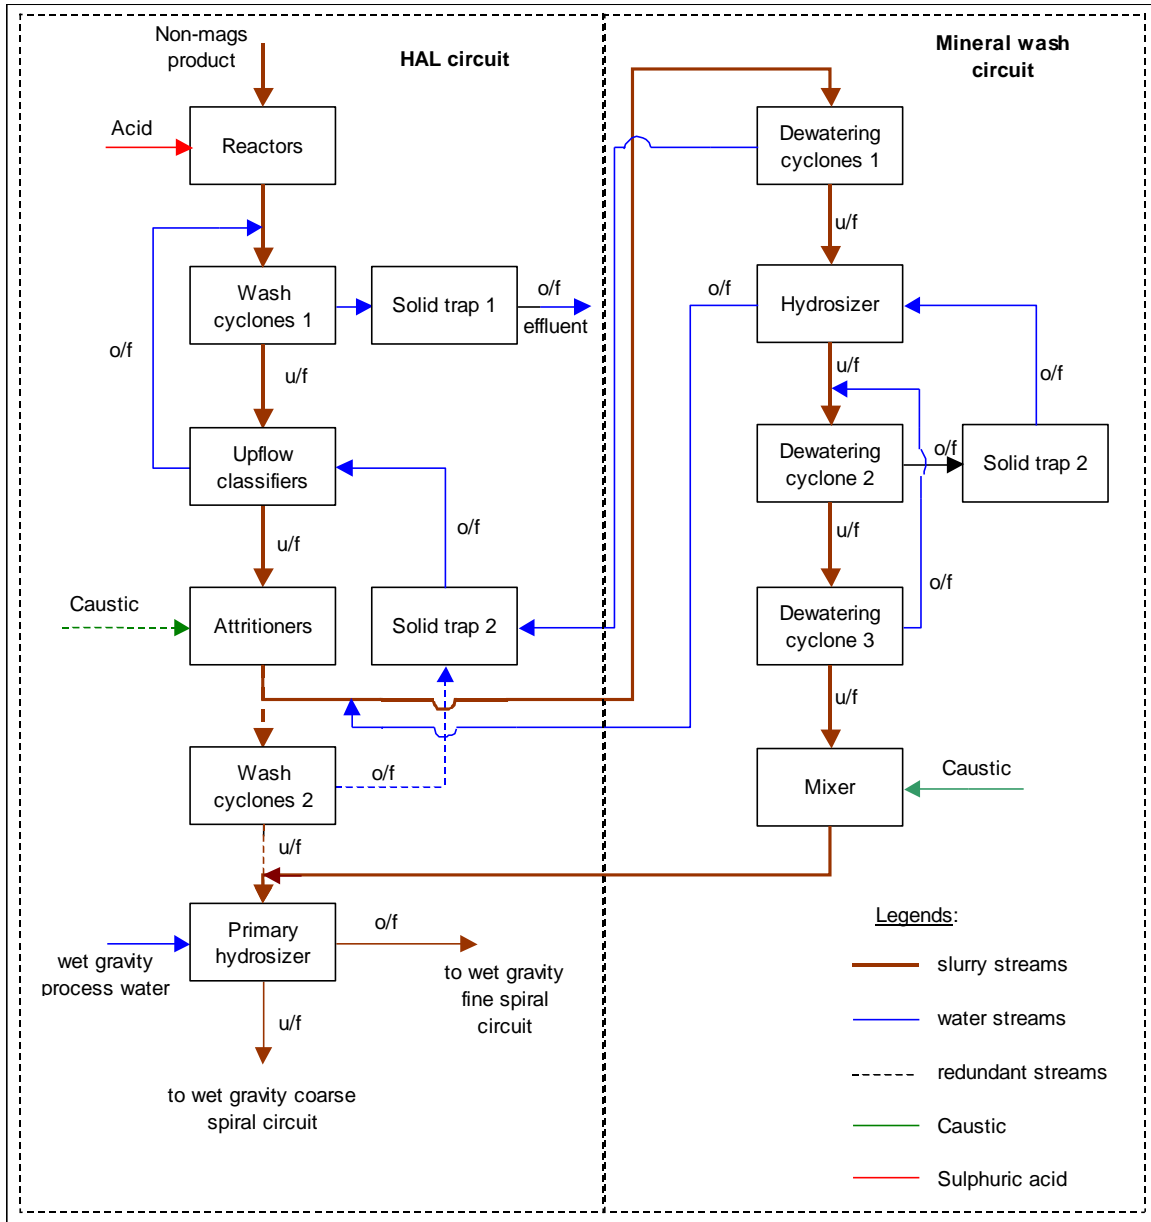 Non-mags
product
HAL circuit
Mineral wash
circuit
Acid
Reactors
Dewatering
cyclones 1
u/f
Wash
cyclones 1
Solid trap 1
o/f
effluent
o/f
Hydrosizer
o/f
u/f
u/f
o/f
Upflow
classifiers
Dewatering
cyclone 2
o/f
Solid trap 2
u/f
o/f
u/f
Caustic
Attritioners
Solid trap 2
Dewatering
cyclone 3
o/f
u/f
Wash
cyclones 2
o/f
Mixer
Caustic
u/f
Primary
hydrosizer
o/f
wet gravity
process water
to wet gravity
fine spiral
circuit
u/f
to wet gravity coarse
spiral circuit
Legends:
slurry streams
water streams
redundant streams
Caustic
Sulphuric acid